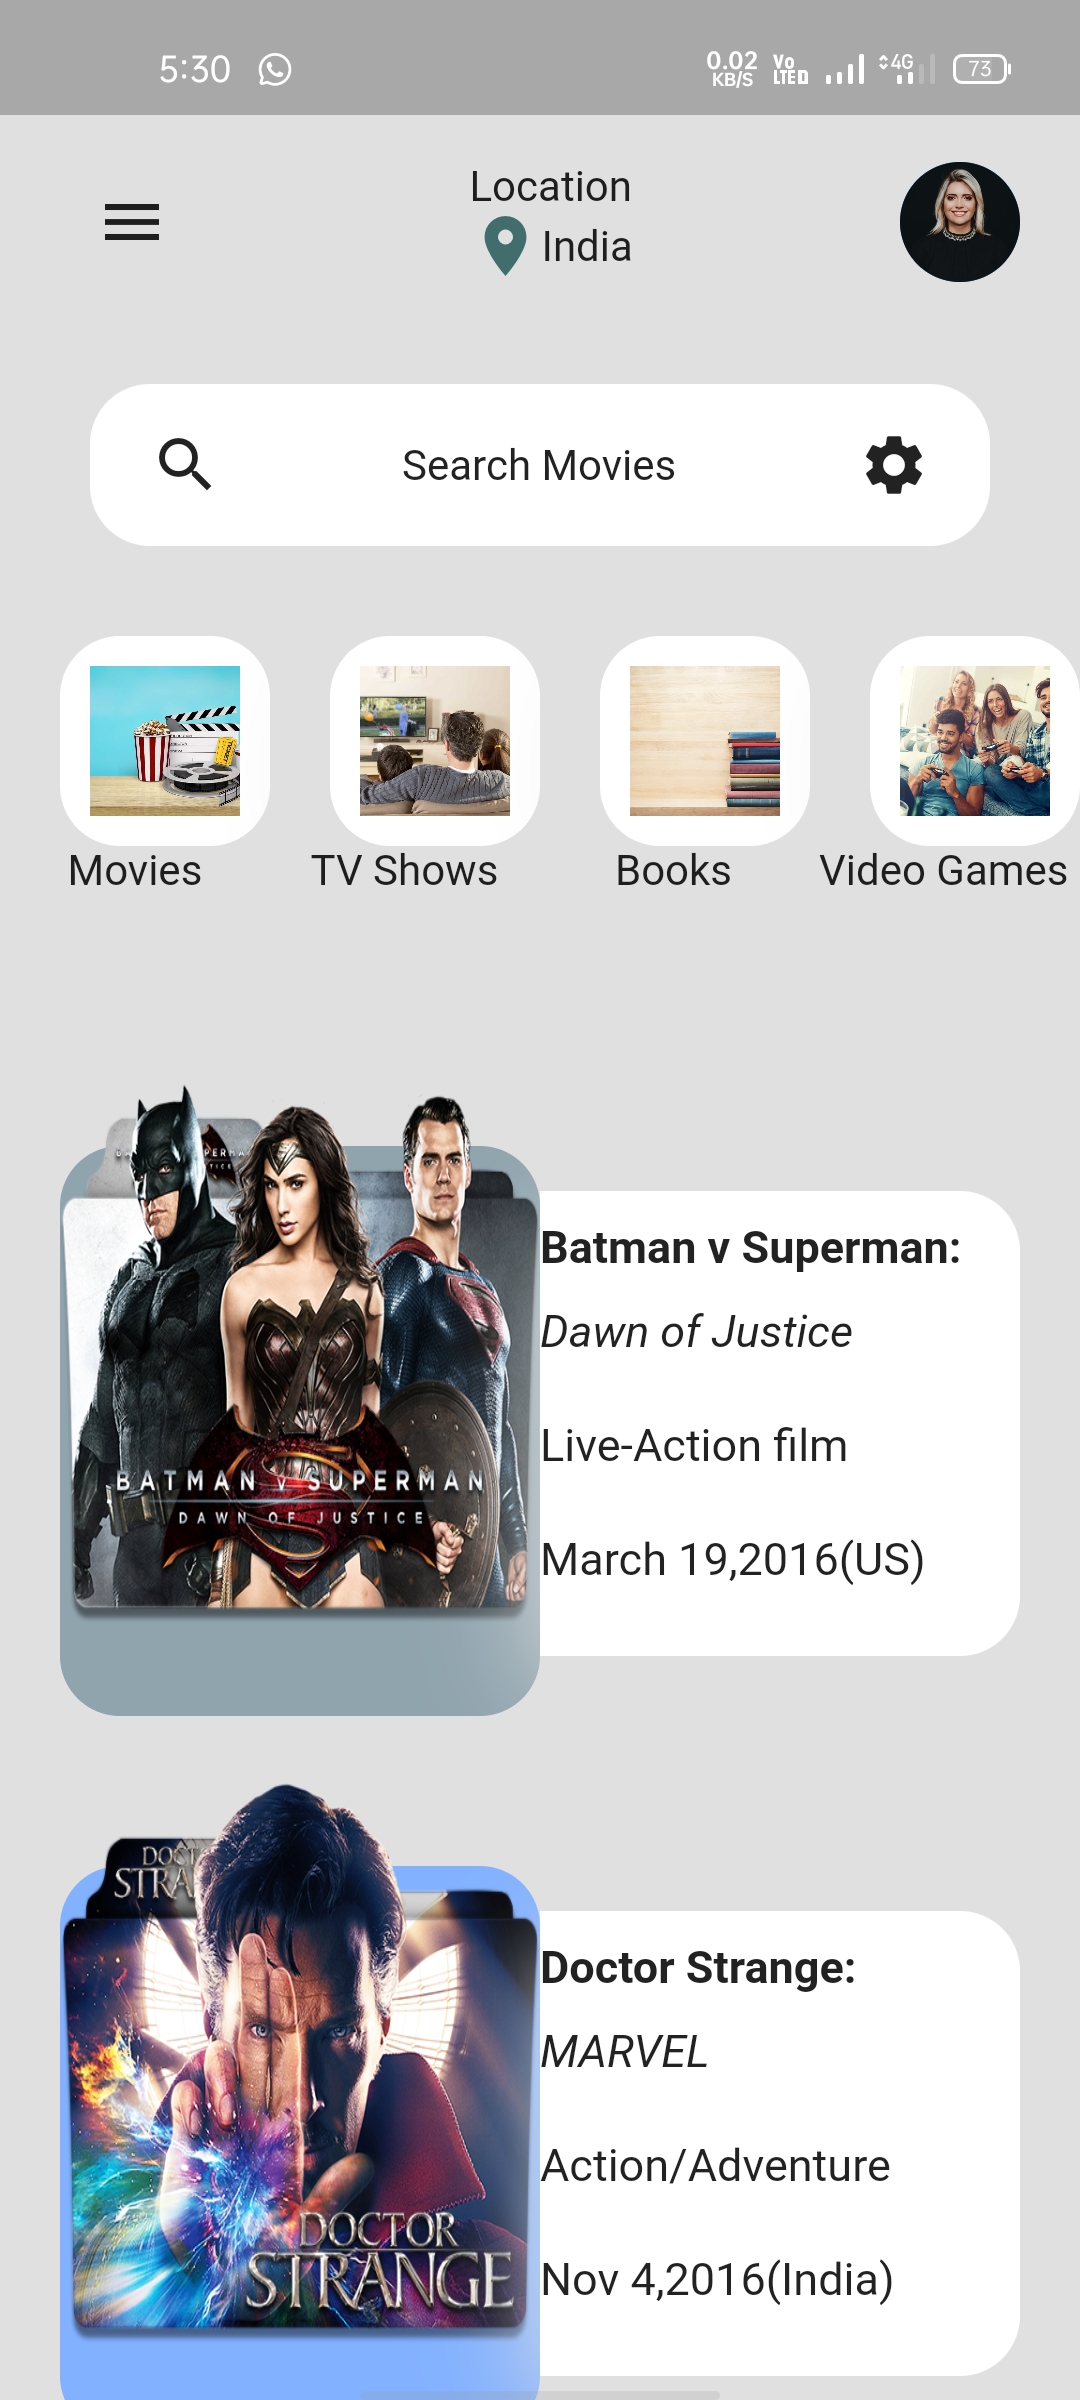 5:30
0.02 KB/S Vo LTE 4G 73
Location
India
Search Movies
Movies
TV Shows
Books
Video Games
BATMAN V SUPERMAN
DAWN OF JUSTICE
Batman v Superman:
Dawn of Justice
Live-Action film
March 19,2016(US)
DOCTOR
STRANGE
Doctor Strange:
MARVEL
Action/Adventure
Nov 4,2016(India)